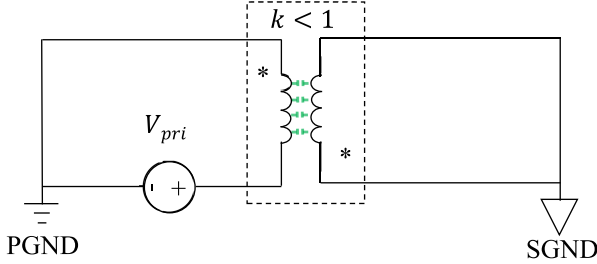 k < 1
*
V_pri
*
- +
PGND
SGND